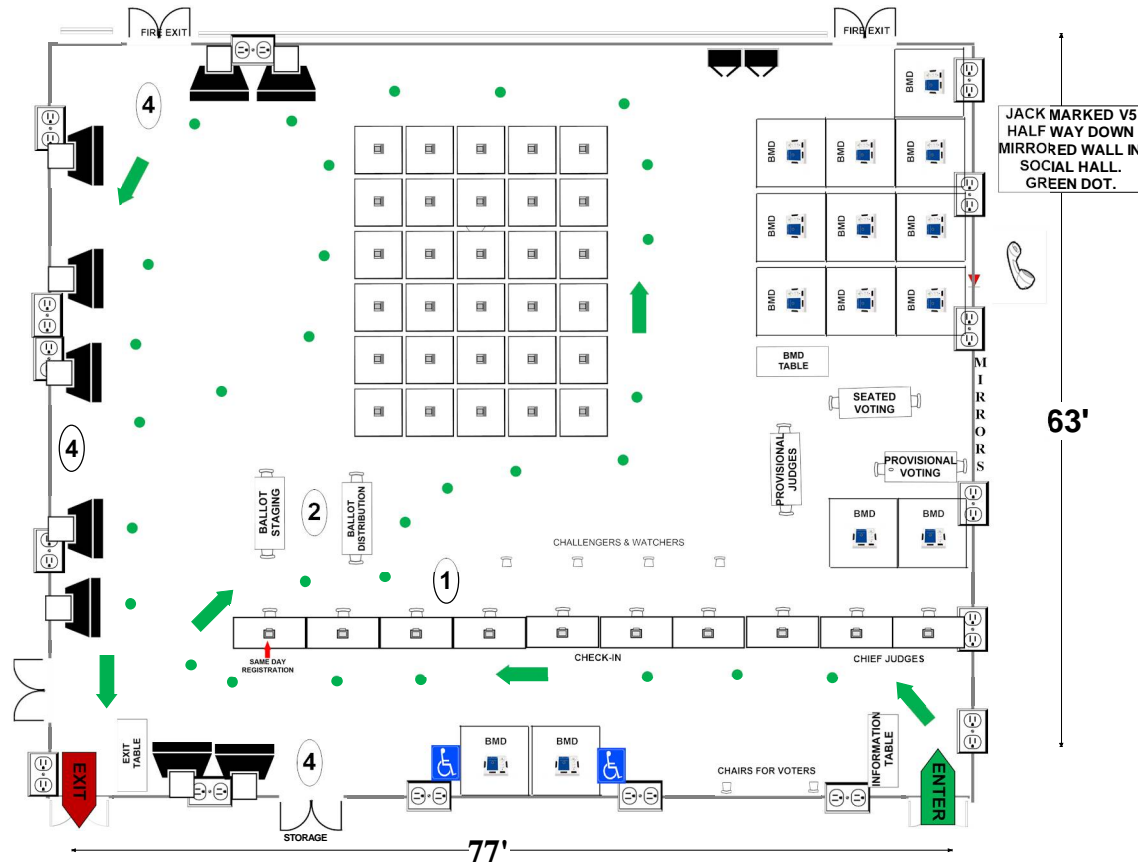 FIRE EXIT
FIRE EXIT
4
BMD
JACK MARKED V5
HALF WAY DOWN
MIRRORED WALL IN
SOCIAL HALL.
GREEN DOT.
BMD
BMD
BMD
BMD
BMD
BMD
BMD
BMD
BMD
BMD
TABLE
MIRRORS
63'
SEATED
VOTING
4
PROVISIONAL
JUDGES
PROVISIONAL
VOTING
BALLOT
STAGING
2
BALLOT
DISTRIBUTION
BMD
BMD
CHALLENGERS & WATCHERS
1
SAME DAY
REGISTRATION
CHECK-IN
CHIEF JUDGES
EXIT
TABLE
4
BMD
BMD
INFORMATION
TABLE
CHAIRS FOR VOTERS
EXIT
ENTER
STORAGE
77'